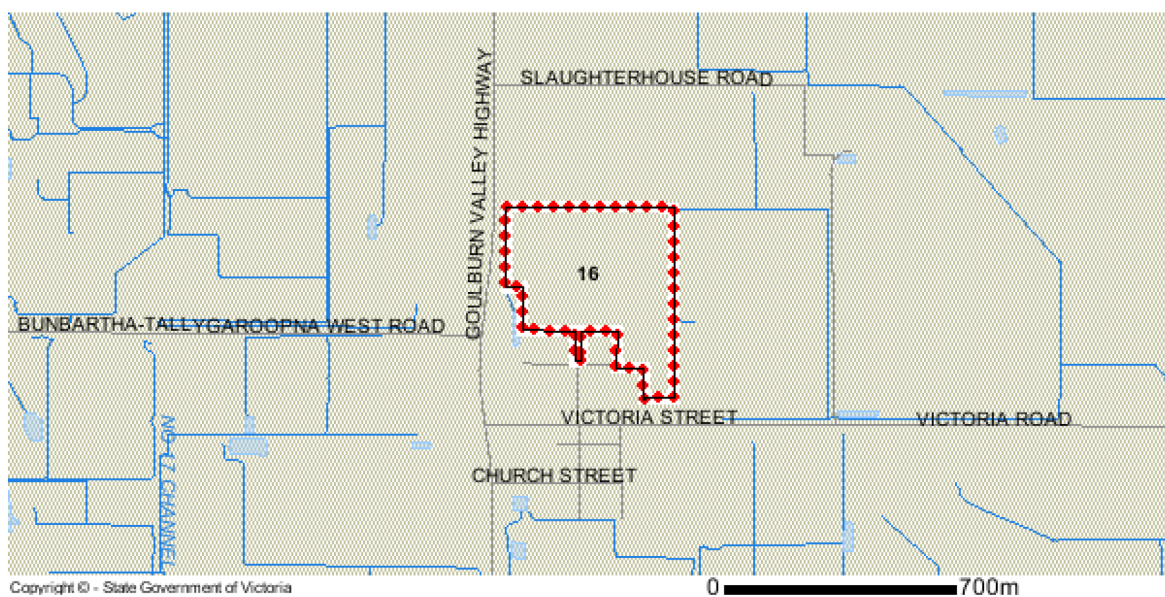 SLAUGHTERHOUSE ROAD
GOULBURN VALLEY HIGHWAY
16
BUNBARTHA-TALLYGAROOPNA WEST ROAD
VICTORIA STREET
VICTORIA ROAD
NO 17 CHANNEL
CHURCH STREET
Copyright © - State Government of Victoria
0
700m